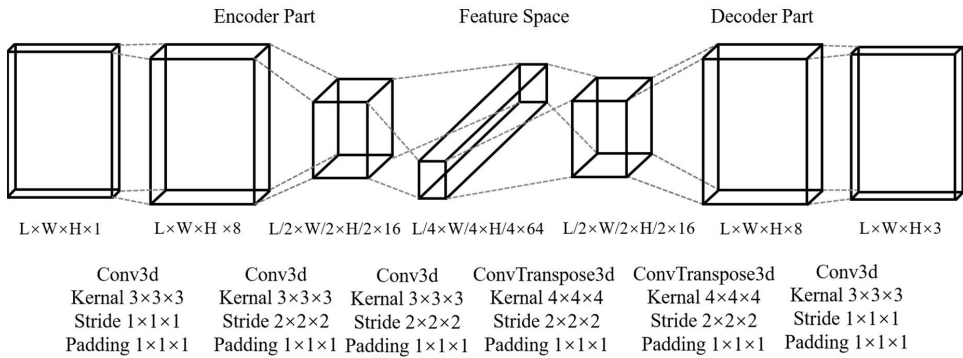 Encoder Part Feature Space Decoder Part
L×W×H×1 L×W×H ×8 L/2×W/2×H/2×16 L/4×W/4×H/4×64 L/2×W/2×H/2×16 L×W×H×8 L×W×H×3
Conv3d Conv3d Conv3d ConvTranspose3d ConvTranspose3d Conv3d
Kernal 3×3×3 Kernal 3×3×3 Kernal 3×3×3 Kernal 4×4×4 Kernal 4×4×4 Kernal 3×3×3
Stride 1×1×1 Stride 2×2×2 Stride 2×2×2 Stride 2×2×2 Stride 2×2×2 Stride 1×1×1
Padding 1×1×1 Padding 1×1×1 Padding 1×1×1 Padding 1×1×1 Padding 1×1×1 Padding 1×1×1